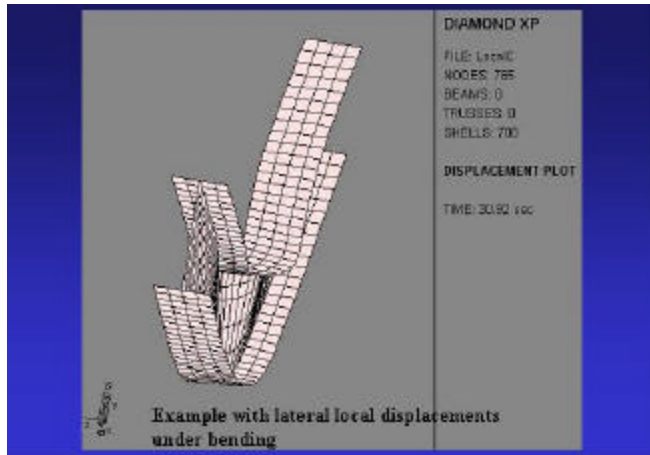 DIAMOND XP
FILE: LocalC
NODES: 765
BEAMS: 0
TRUSSES: 0
SHELLS: 700
DISPLACEMENT PLOT
TIME: 30.92 sec
Example with lateral local displacements
under bending